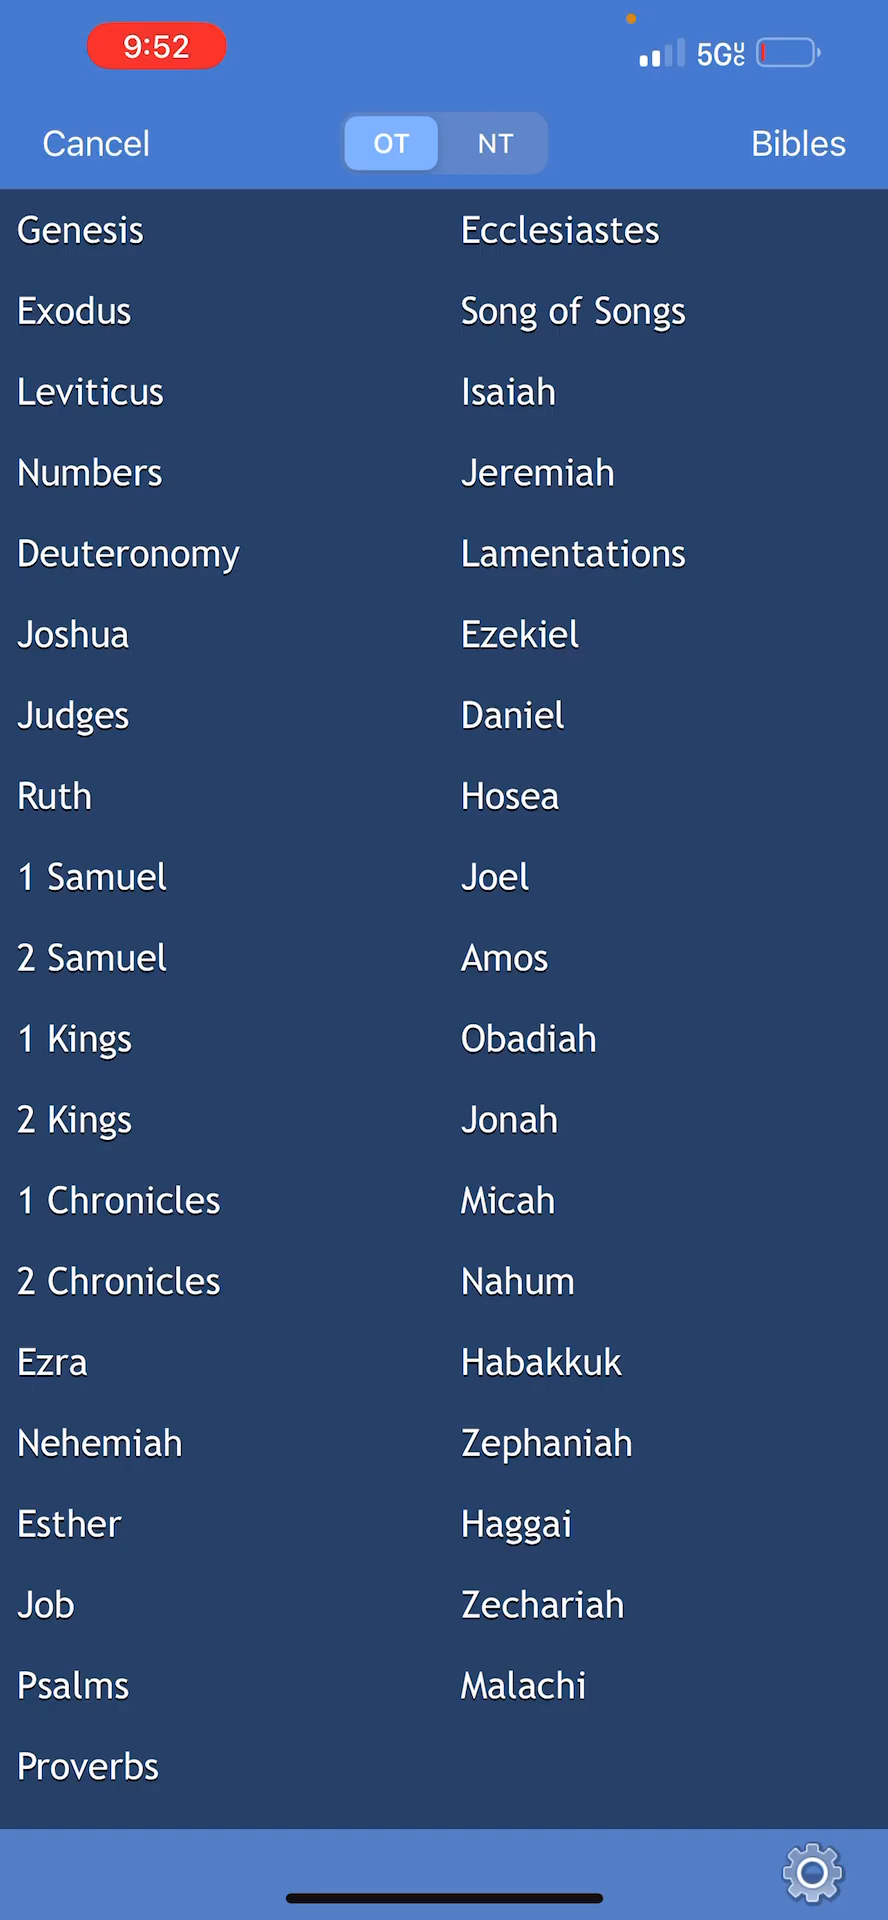 9:52
5GUC
Cancel
OT
NT
Bibles
Genesis
Exodus
Leviticus
Numbers
Deuteronomy
Joshua
Judges
Ruth
1 Samuel
2 Samuel
1 Kings
2 Kings
1 Chronicles
2 Chronicles
Ezra
Nehemiah
Esther
Job
Psalms
Proverbs
Ecclesiastes
Song of Songs
Isaiah
Jeremiah
Lamentations
Ezekiel
Daniel
Hosea
Joel
Amos
Obadiah
Jonah
Micah
Nahum
Habakkuk
Zephaniah
Haggai
Zechariah
Malachi